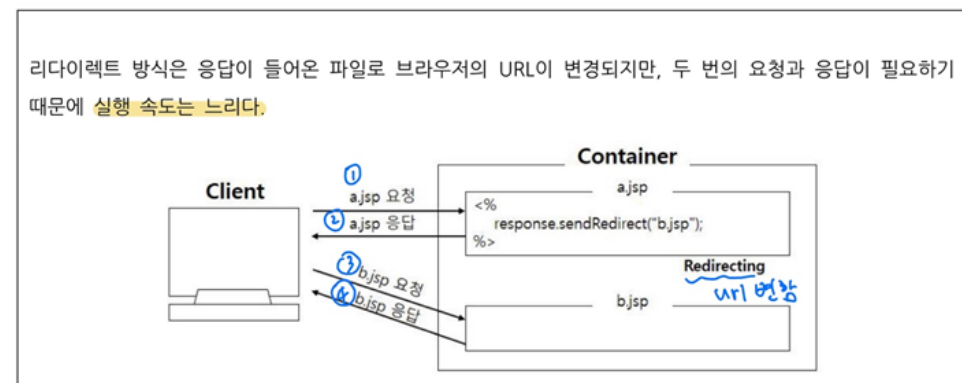 리다이렉트 방식은 응답이 들어온 파일로 브라우저의 URL이 변경되지만, 두 번의 요청과 응답이 필요하기
때문에 실행 속도는 느리다.
Container
Client
①
a.jsp 요청
a.jsp
<%
② a.jsp 응답
response.sendRedirect("b.jsp");
%>
③ b.jsp 요청
Redirecting
url 변함
④ b.jsp 응답
b.jsp